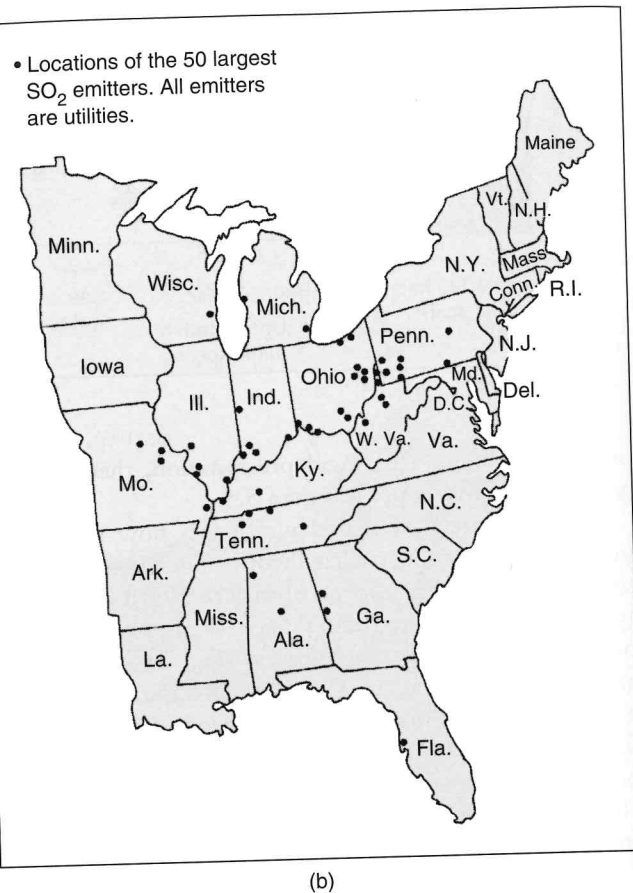 • Locations of the 50 largest
SO₂ emitters. All emitters
are utilities.
Maine
Vt.
N.H.
Minn.
Mass
N.Y.
Wisc.
Conn.
R.I.
Mich.
Penn.
N.J.
Iowa
Ohio
Md.
Del.
Ill.
Ind.
D.C.
W. Va.
Va.
Ky.
Mo.
N.C.
Tenn.
S.C.
Ark.
Miss.
Ga.
Ala.
La.
Fla.
(b)